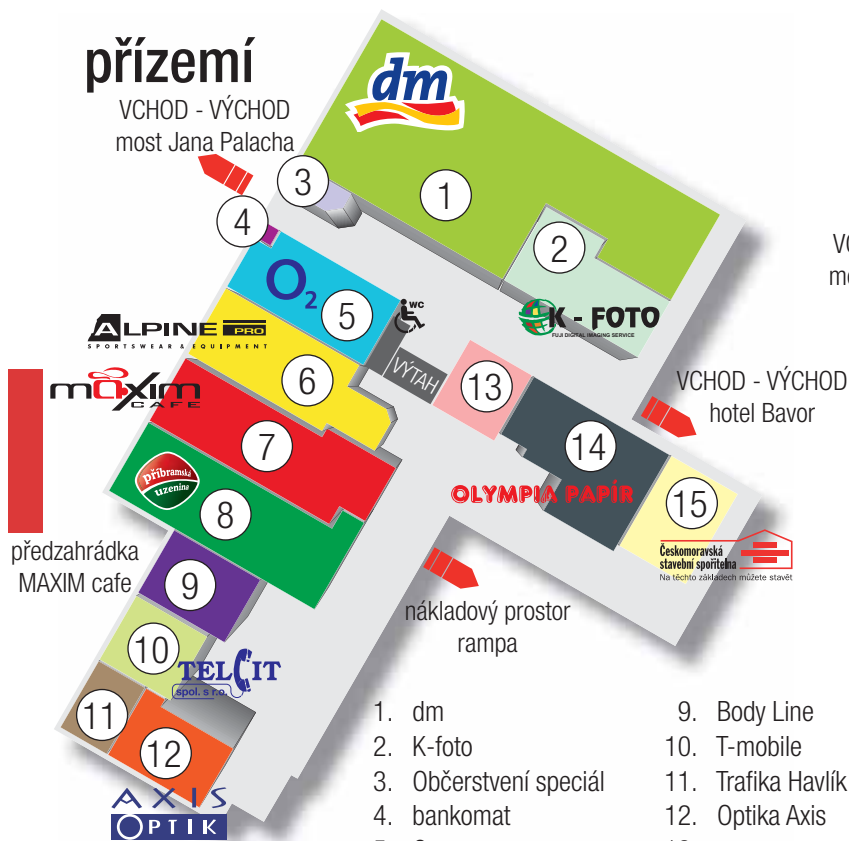 přízemí
VCHOD - VÝCHOD
most Jana Palacha
dm
3
1
4
2
O2
5
WC
K - FOTO
FUJI DIGITAL IMAGING SERVICE
ALPINE PRO
SPORTSWEAR & EQUIPMENT
6
VÝTAH
13
VCHOD - VÝCHOD
hotel Bavor
maxim
CAFE
7
14
příbramská
uzenina
8
OLYMPIA PAPÍR
15
Českomoravská
stavební spořitelna
Na těchto základech můžete stavět
předzahrádka
MAXIM cafe
9
nákladový prostor
rampa
10
TELCIT
spol. s r.o.
11
12
AXIS
OPTIK
1. dm
2. K-foto
3. Občerstvení speciál
4. bankomat
9. Body Line
10. T-mobile
11. Trafika Havlík
12. Optika Axis